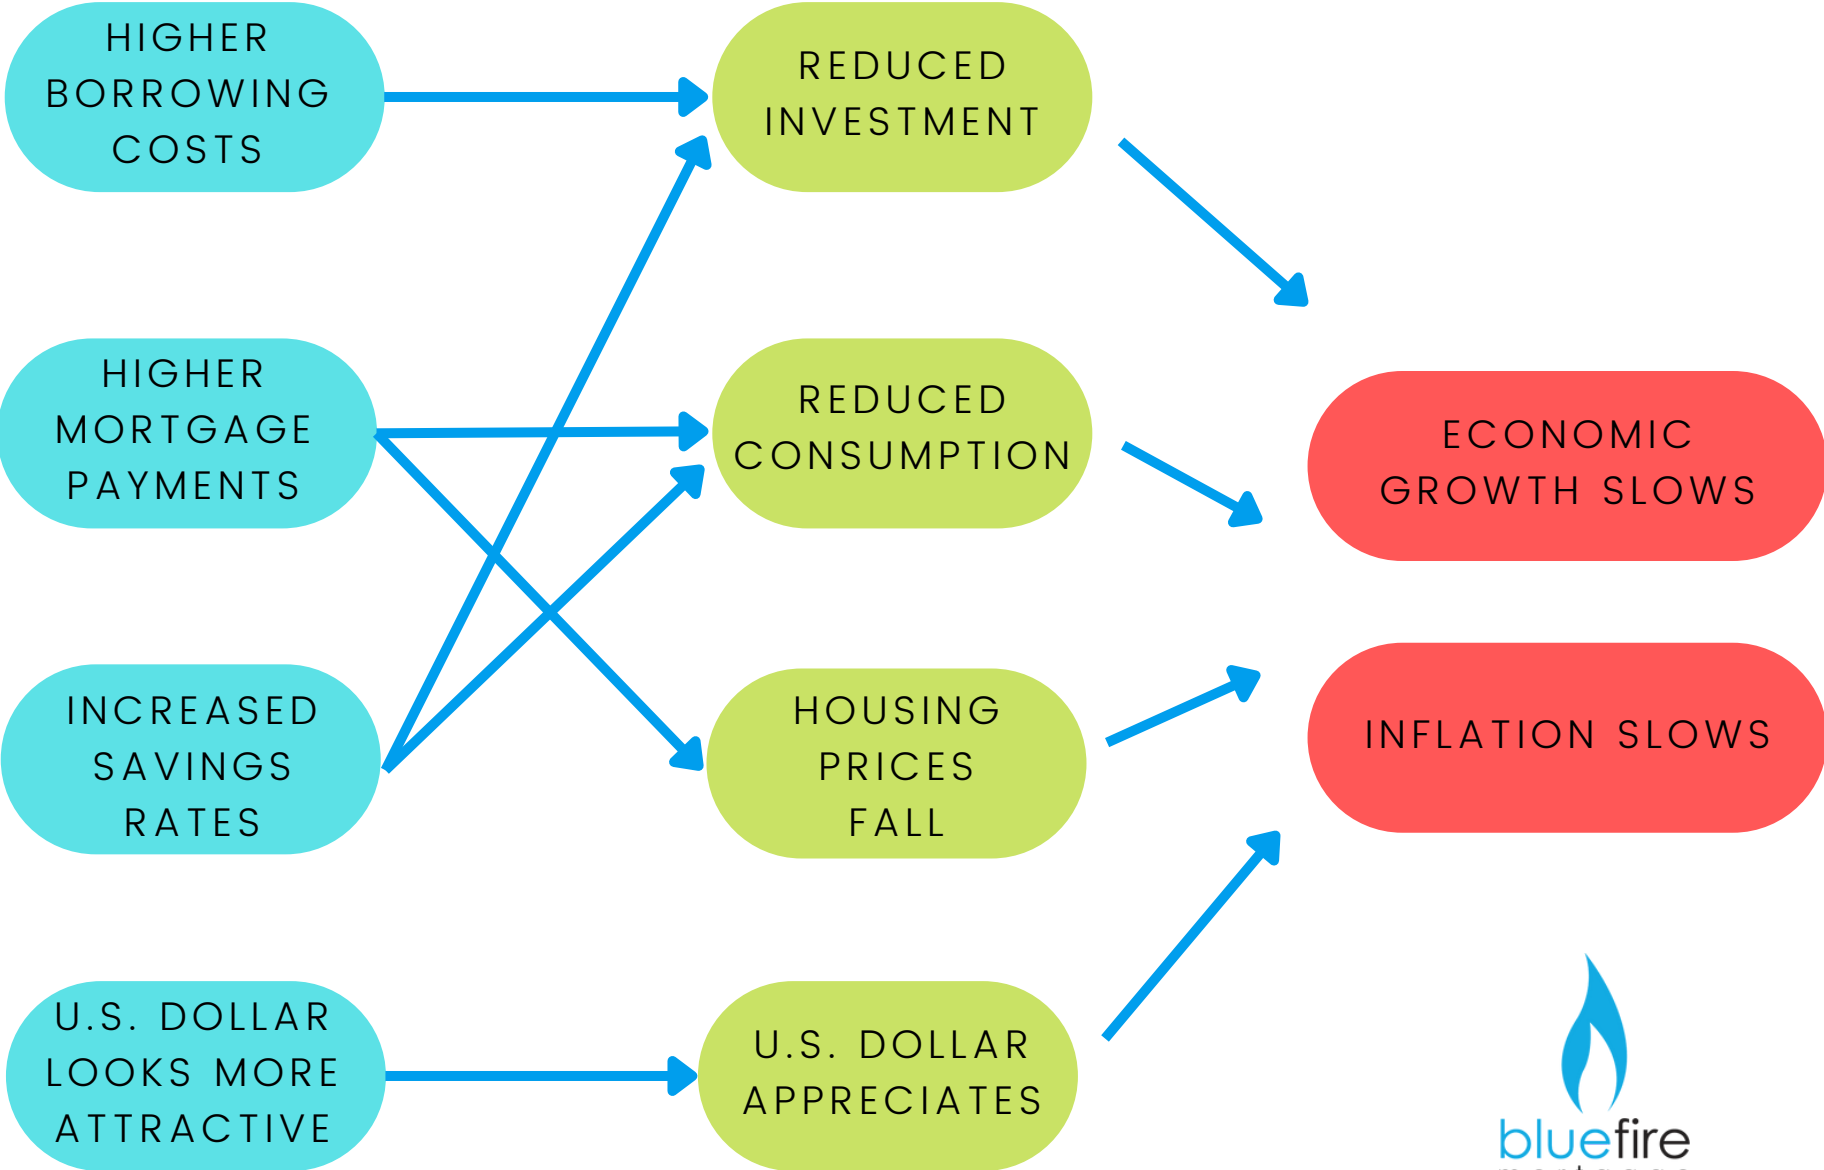 HIGHER
BORROWING
COSTS
REDUCED
INVESTMENT
HIGHER
MORTGAGE
PAYMENTS
REDUCED
CONSUMPTION
ECONOMIC
GROWTH SLOWS
INCREASED
SAVINGS
RATES
HOUSING
PRICES
FALL
INFLATION SLOWS
U.S. DOLLAR
LOOKS MORE
ATTRACTIVE
U.S. DOLLAR
APPRECIATES
bluefire